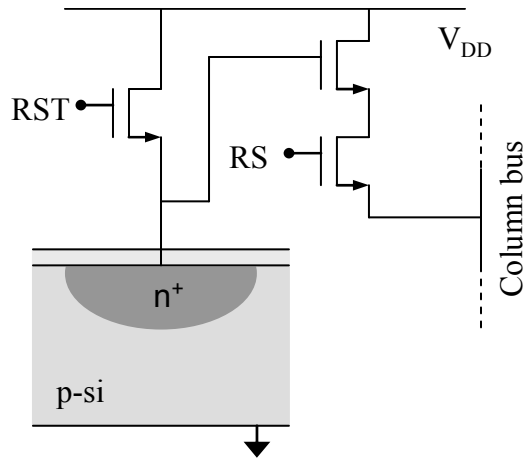 V_DD
RST
RS
Column bus
n⁺
p-si